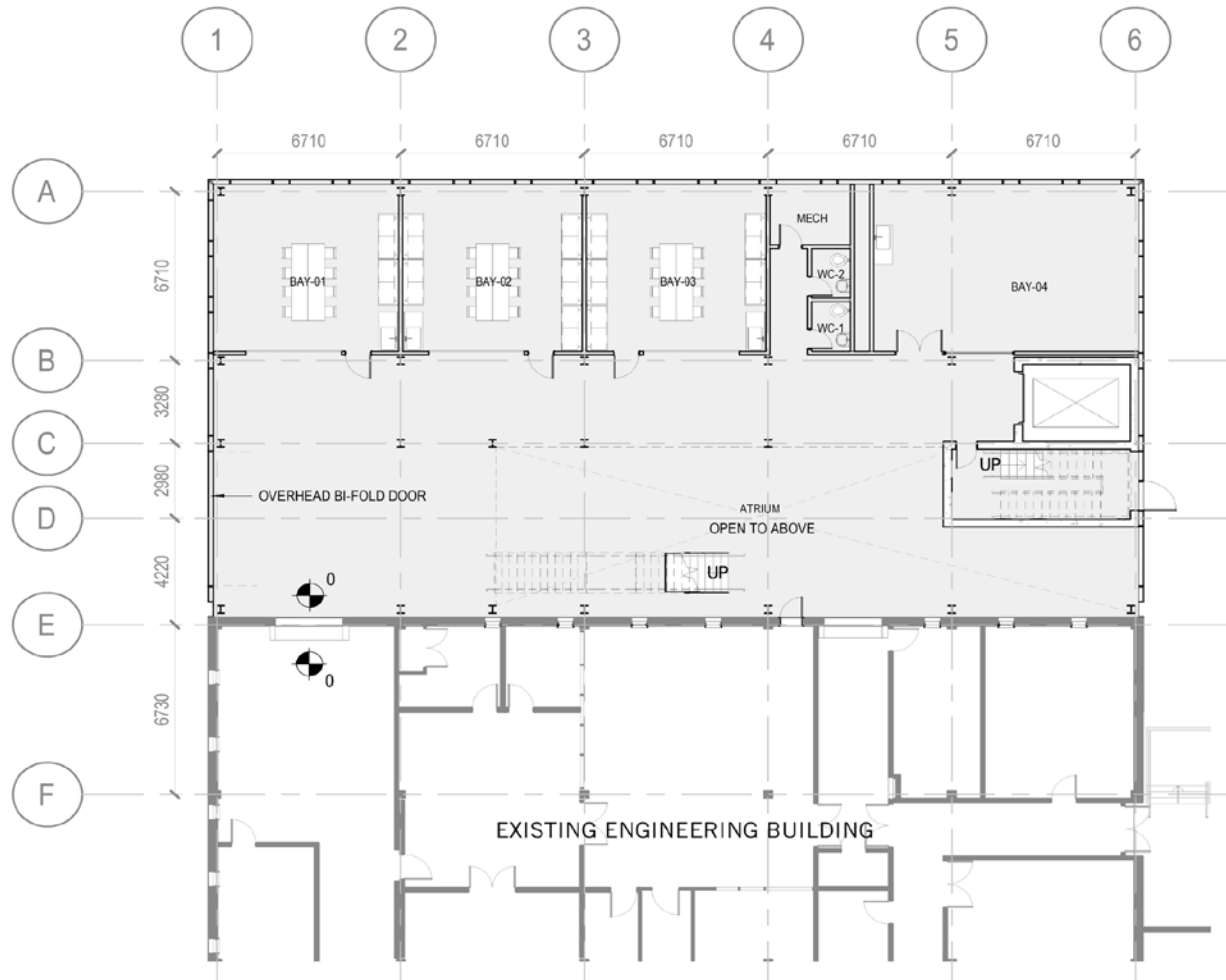 1 2 3 4 5 6
6710 6710 6710 6710 6710
A
MECH
6710
WC-2
BAY-01 BAY-02 BAY-03 BAY-04
WC-1
B
3280
C
UP
2980
OVERHEAD BI-FOLD DOOR
ATRIUM
D
OPEN TO ABOVE
4220
UP
0
E
0
6730
F
EXISTING ENGINEERING BUILDING